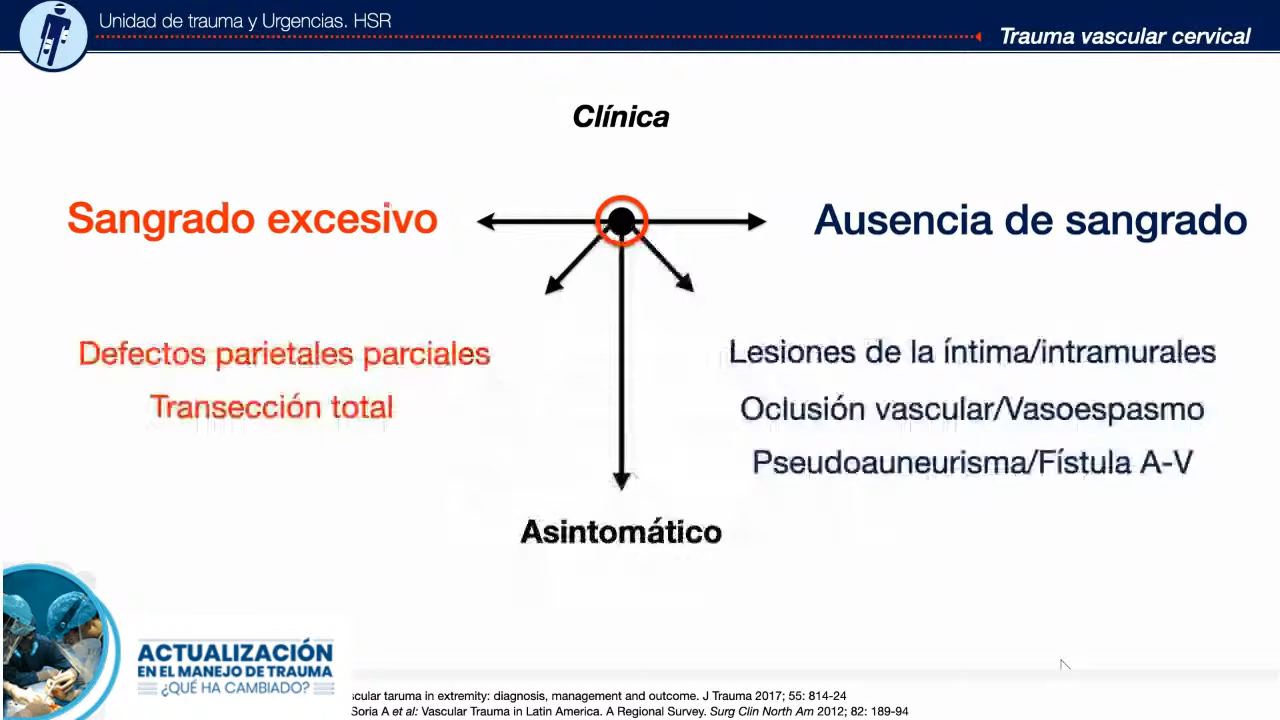 Unidad de trauma y Urgencias. HSR
Trauma vascular cervical
Clínica
Sangrado excesivo
Ausencia de sangrado
Defectos parietales parciales
Transección total
Lesiones de la íntima/intramurales
Oclusión vascular/Vasoespasmo
Pseudoauneurisma/Fístula A-V
Asintomático
ACTUALIZACIÓN
EN EL MANEJO DE TRAUMA
¿QUÉ HA CAMBIADO?
scular taruma in extremity: diagnosis, management and outcome. J Trauma 2017; 55: 814-24
Soria A et al: Vascular Trauma in Latin America. A Regional Survey. Surg Clin North Am 2012; 82: 189-94